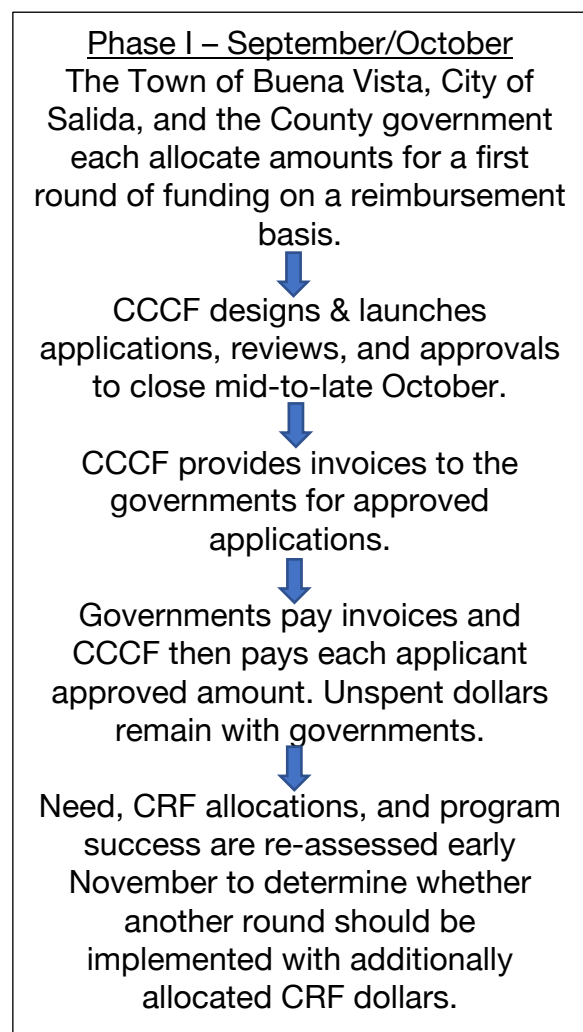 Phase I – September/October
The Town of Buena Vista, City of
Salida, and the County government
each allocate amounts for a first
round of funding on a reimbursement
basis.
CCCF designs & launches
applications, reviews, and approvals
to close mid-to-late October.
CCCF provides invoices to the
governments for approved
applications.
Governments pay invoices and
CCCF then pays each applicant
approved amount. Unspent dollars
remain with governments.
Need, CRF allocations, and program
success are re-assessed early
November to determine whether
another round should be
implemented with additionally
allocated CRF dollars.